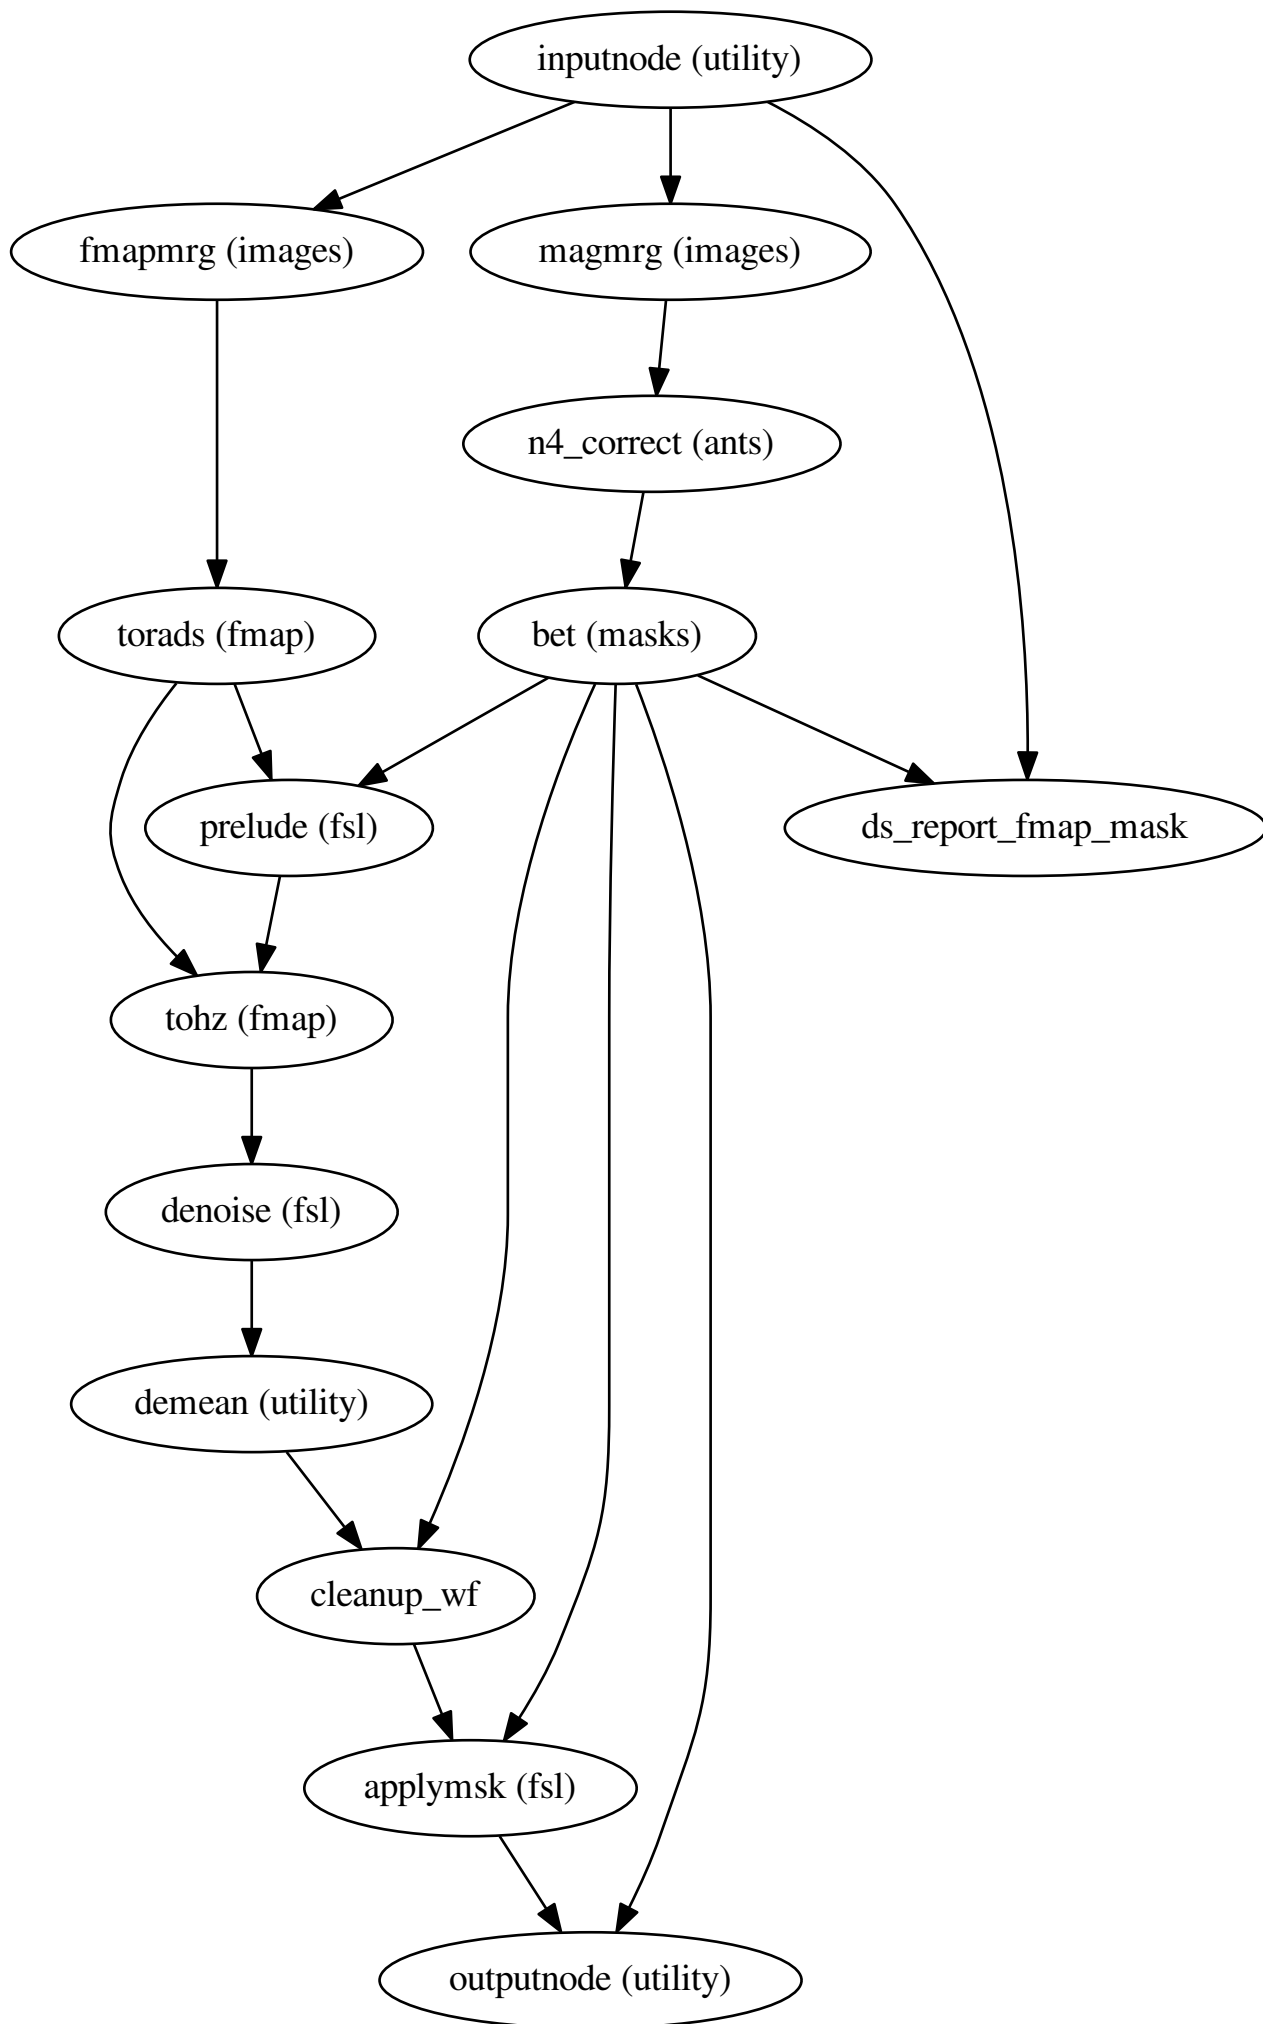 inputnode (utility)
fmapmrg (images)
magmrg (images)
n4_correct (ants)
torads (fmap)
bet (masks)
prelude (fsl)
ds_report_fmap_mask
tohz (fmap)
denoise (fsl)
demean (utility)
cleanup_wf
applymsk (fsl)
outputnode (utility)